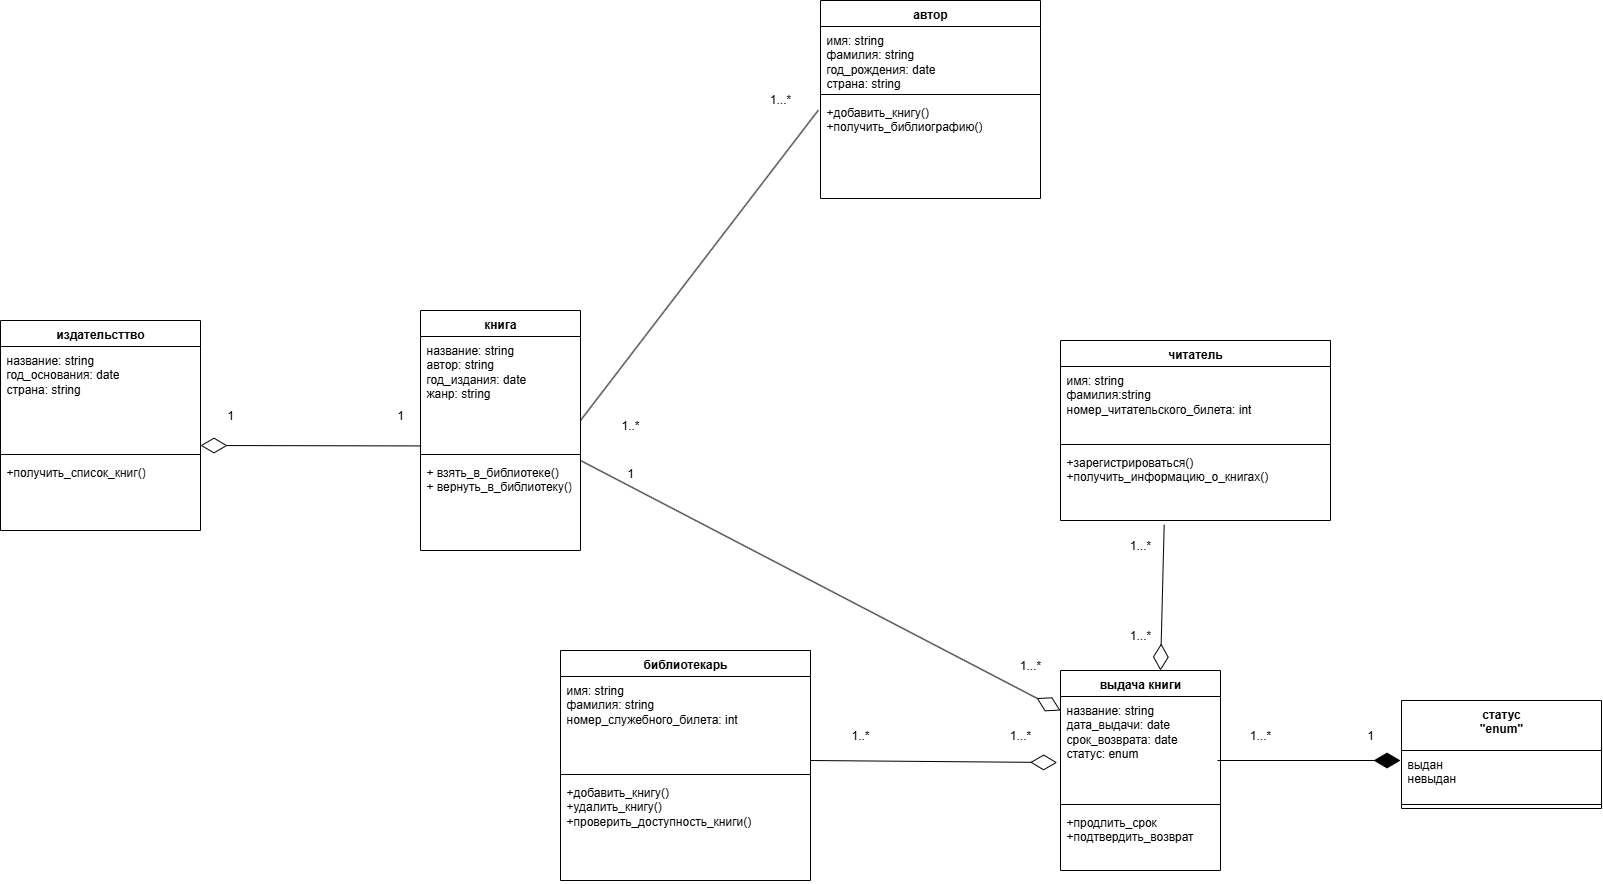 автор
имя: string
фамилия: string
год_рождения: date
страна: string
+добавить_книгу()
+получить_библиографию()
1...*
издательсттво
название: string
год_основания: date
страна: string
+получить_список_книг()
1
1
книга
название: string
автор: string
год_издания: date
жанр: string
+ взять_в_библиотеке()
+ вернуть_в_библиотеку()
1..*
1
читатель
имя: string
фамилия:string
номер_читательского_билета: int
+зарегистрироваться()
+получить_информацию_о_книгах()
1...*
1...*
библиотекарь
имя: string
фамилия: string
номер_служебного_билета: int
+добавить_книгу()
+удалить_книгу()
+проверить_доступность_книги()
1..*
1...*
1...*
выдача книги
название: string
дата_выдачи: date
срок_возврата: date
статус: enum
+продлить_срок
+подтвердить_возврат
1...*
1
статус
"enum"
выдан
невыдан